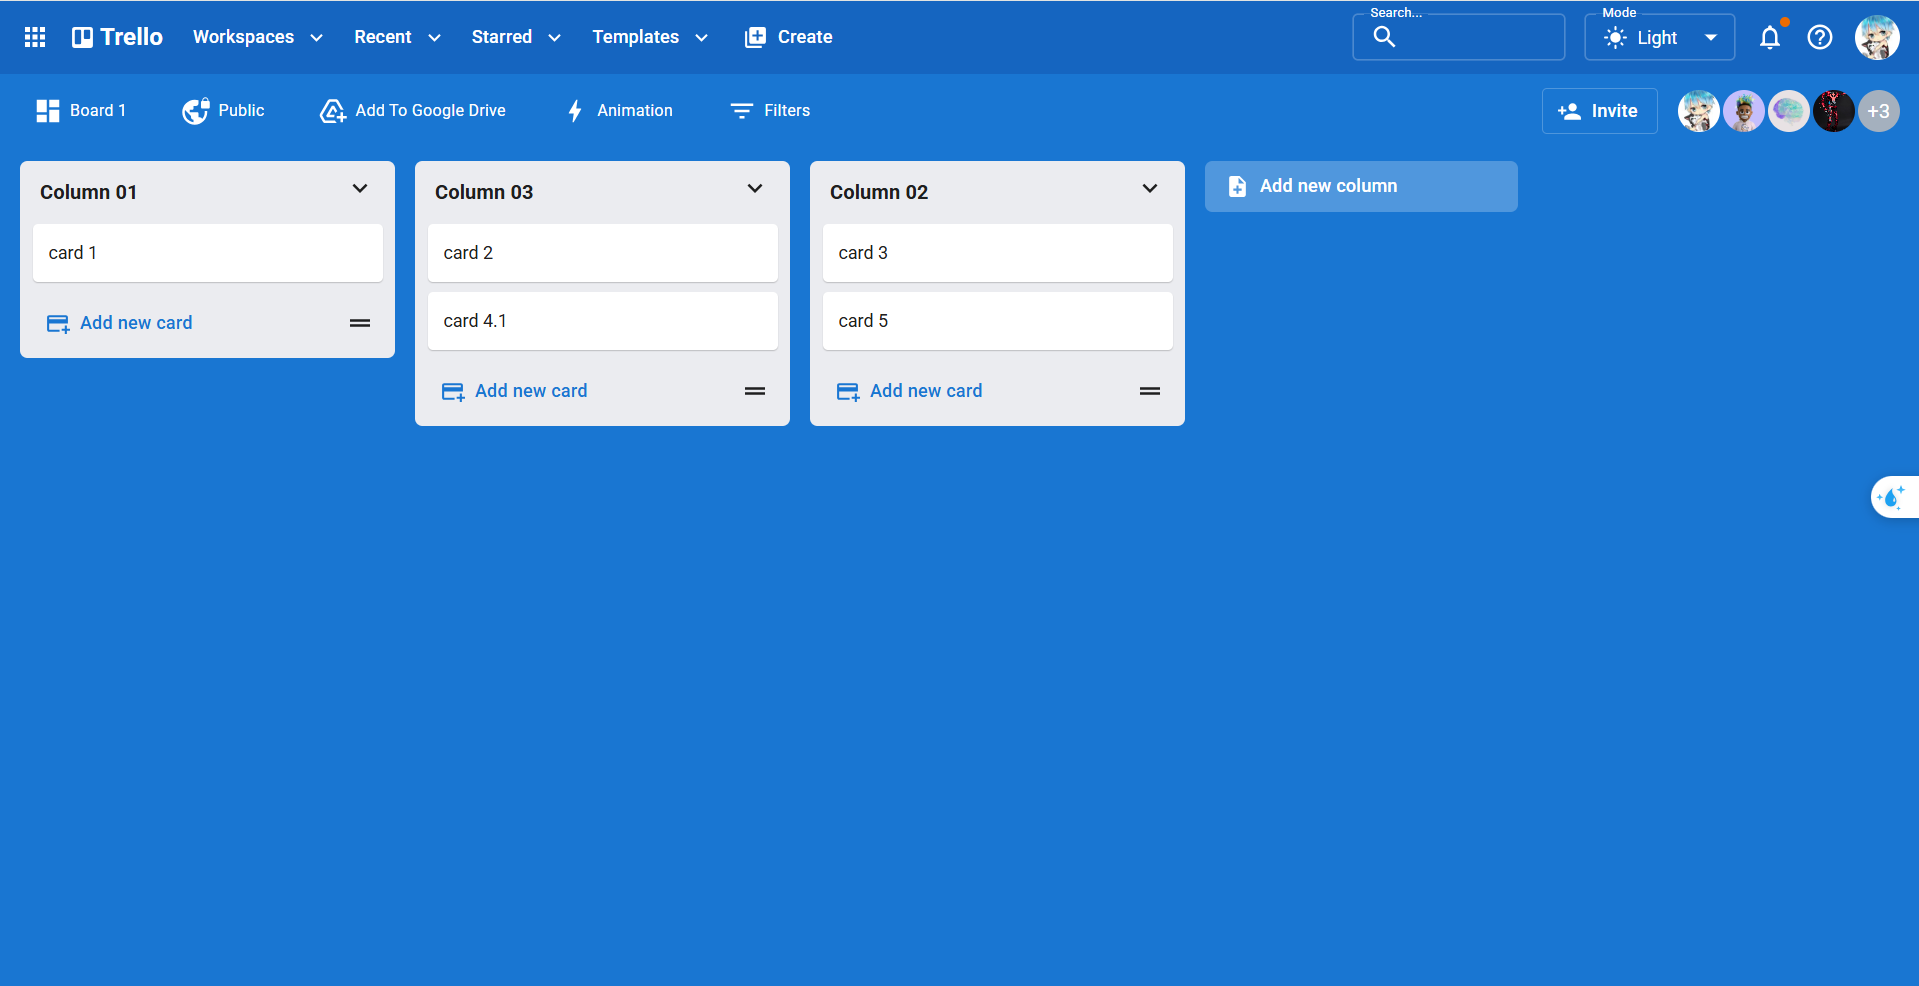 Trello Workspaces Recent Starred Templates Create Search... Mode Light
Board 1 Public Add To Google Drive Animation Filters Invite +3
Column 01
card 1
Add new card
Column 03
card 2
card 4.1
Add new card
Column 02
card 3
card 5
Add new card
Add new column